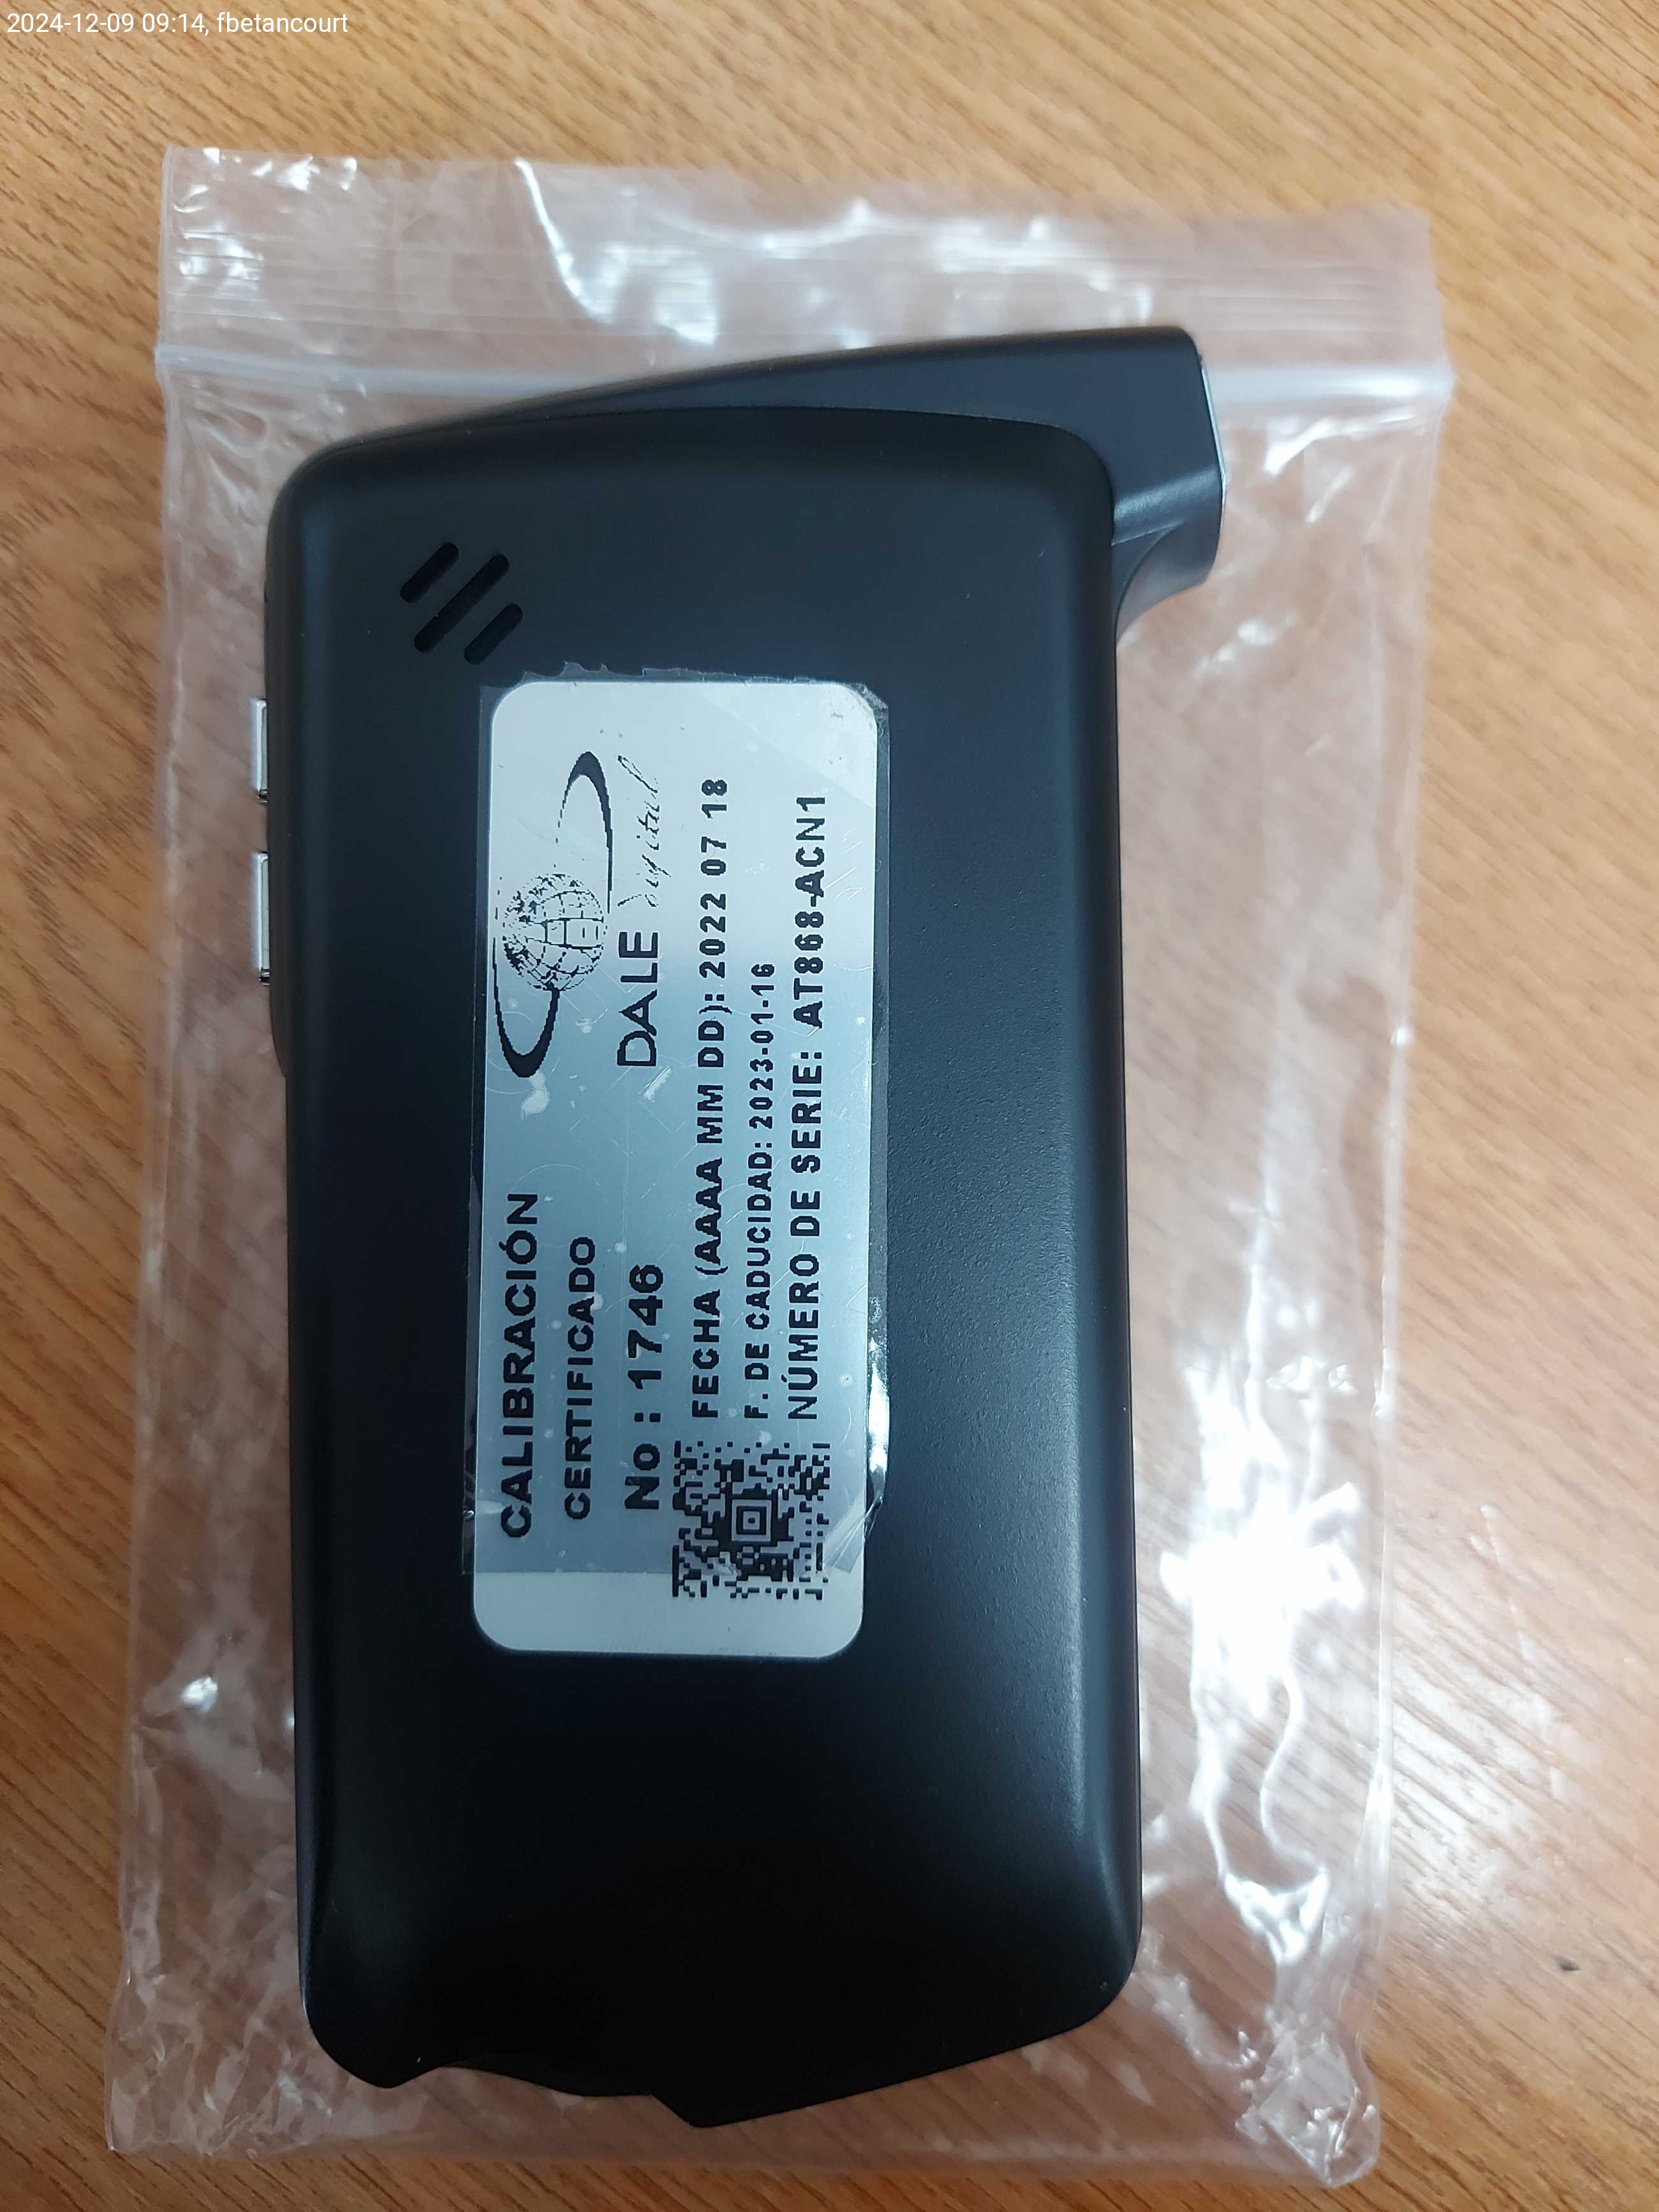 2024-12-09 09:14, fbetancourt
CALIBRACIÓN
CERTIFICADO
No : 1746
DALE Digital
FECHA (AAAA MM DD): 2022 07 18
F. DE CADUCIDAD: 2023-01-16
NÚMERO DE SERIE: AT868-ACN1